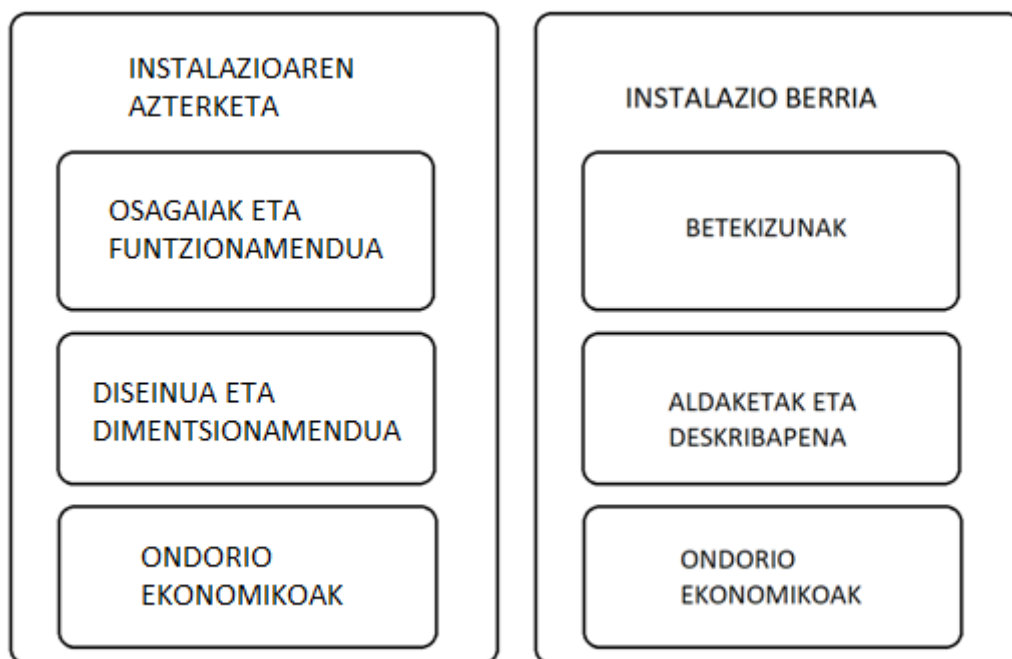 INSTALAZIOAREN
AZTERKETA
OSAGAIAK ETA
FUNTZIONAMENDUA
DISEINUA ETA
DIMENTSIONAMENDUA
ONDORIO
EKONOMIKOAK
INSTALAZIO BERRIA
BETEKIZUNAK
ALDAKETAK ETA
DESKRIBAPENA
ONDORIO
EKONOMIKOAK